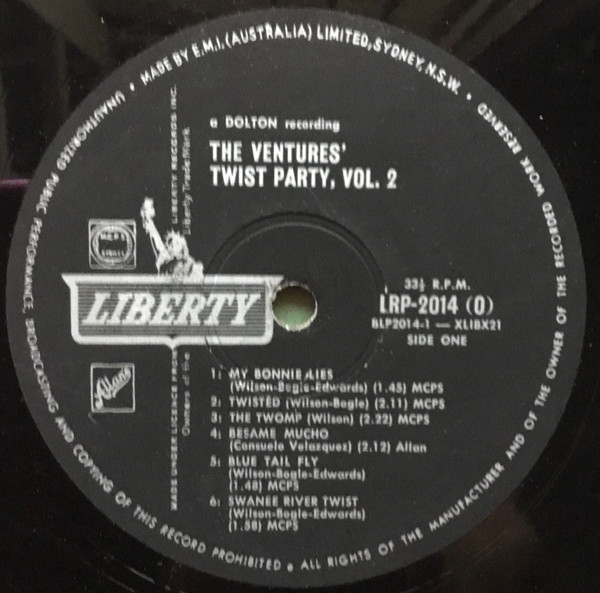 UNAUTHORIZED PUBLIC PERFORMANCE, BROADCASTING AND COPYING OF THIS RECORD PROHIBITED • ALL RIGHTS OF THE MANUFACTURER AND OF THE OWNER OF THE RECORDED WORK RESERVED • MADE BY E.M.I. (AUSTRALIA) LIMITED, SYDNEY, N.S.W. •
a DOLTON recording
THE VENTURES'
TWIST PARTY, VOL. 2
LIBERTY
MADE UNDER LICENCE FROM LIBERTY RECORDS INC.
Owners of the Liberty Trade Mark
33⅓ R.P.M.
LRP-2014 (O)
BLP2014-1 — XLIBX21
SIDE ONE
Allans
1: MY BONNIE LIES
(Wilson-Bogle-Edwards) (1.45) MCPS
2: TWISTED (Wilson-Bogle) (2.11) MCPS
3: THE TWOMP (Wilson) (2.22) MCPS
4: BESAME MUCHO
(Consuelo Velazquez) (2.12) Allan
5: BLUE TAIL FLY
(Wilson-Bogle-Edwards)
(1.48) MCPS
6: SWANEE RIVER TWIST
(Wilson-Bogle-Edwards)
(1.58) MCPS